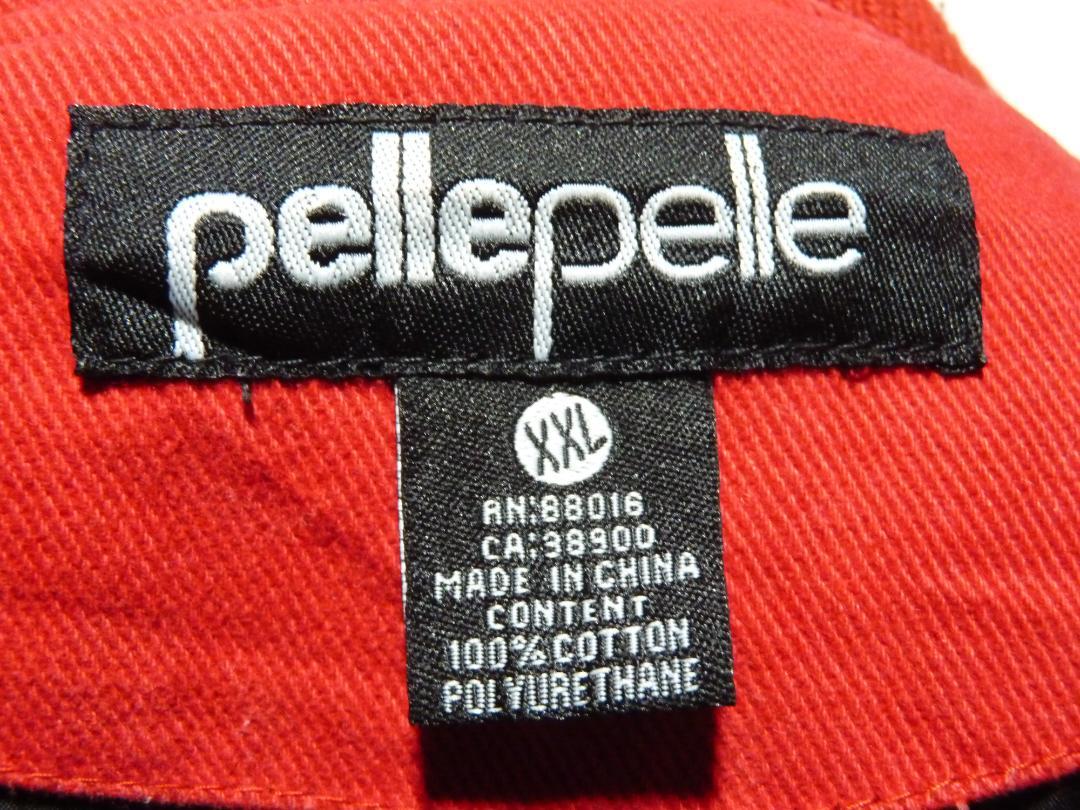 pellepelle
XXL
RN:88016
CA:38900
MADE IN CHINA
CONTENT
100% COTTON
POLYURETHANE